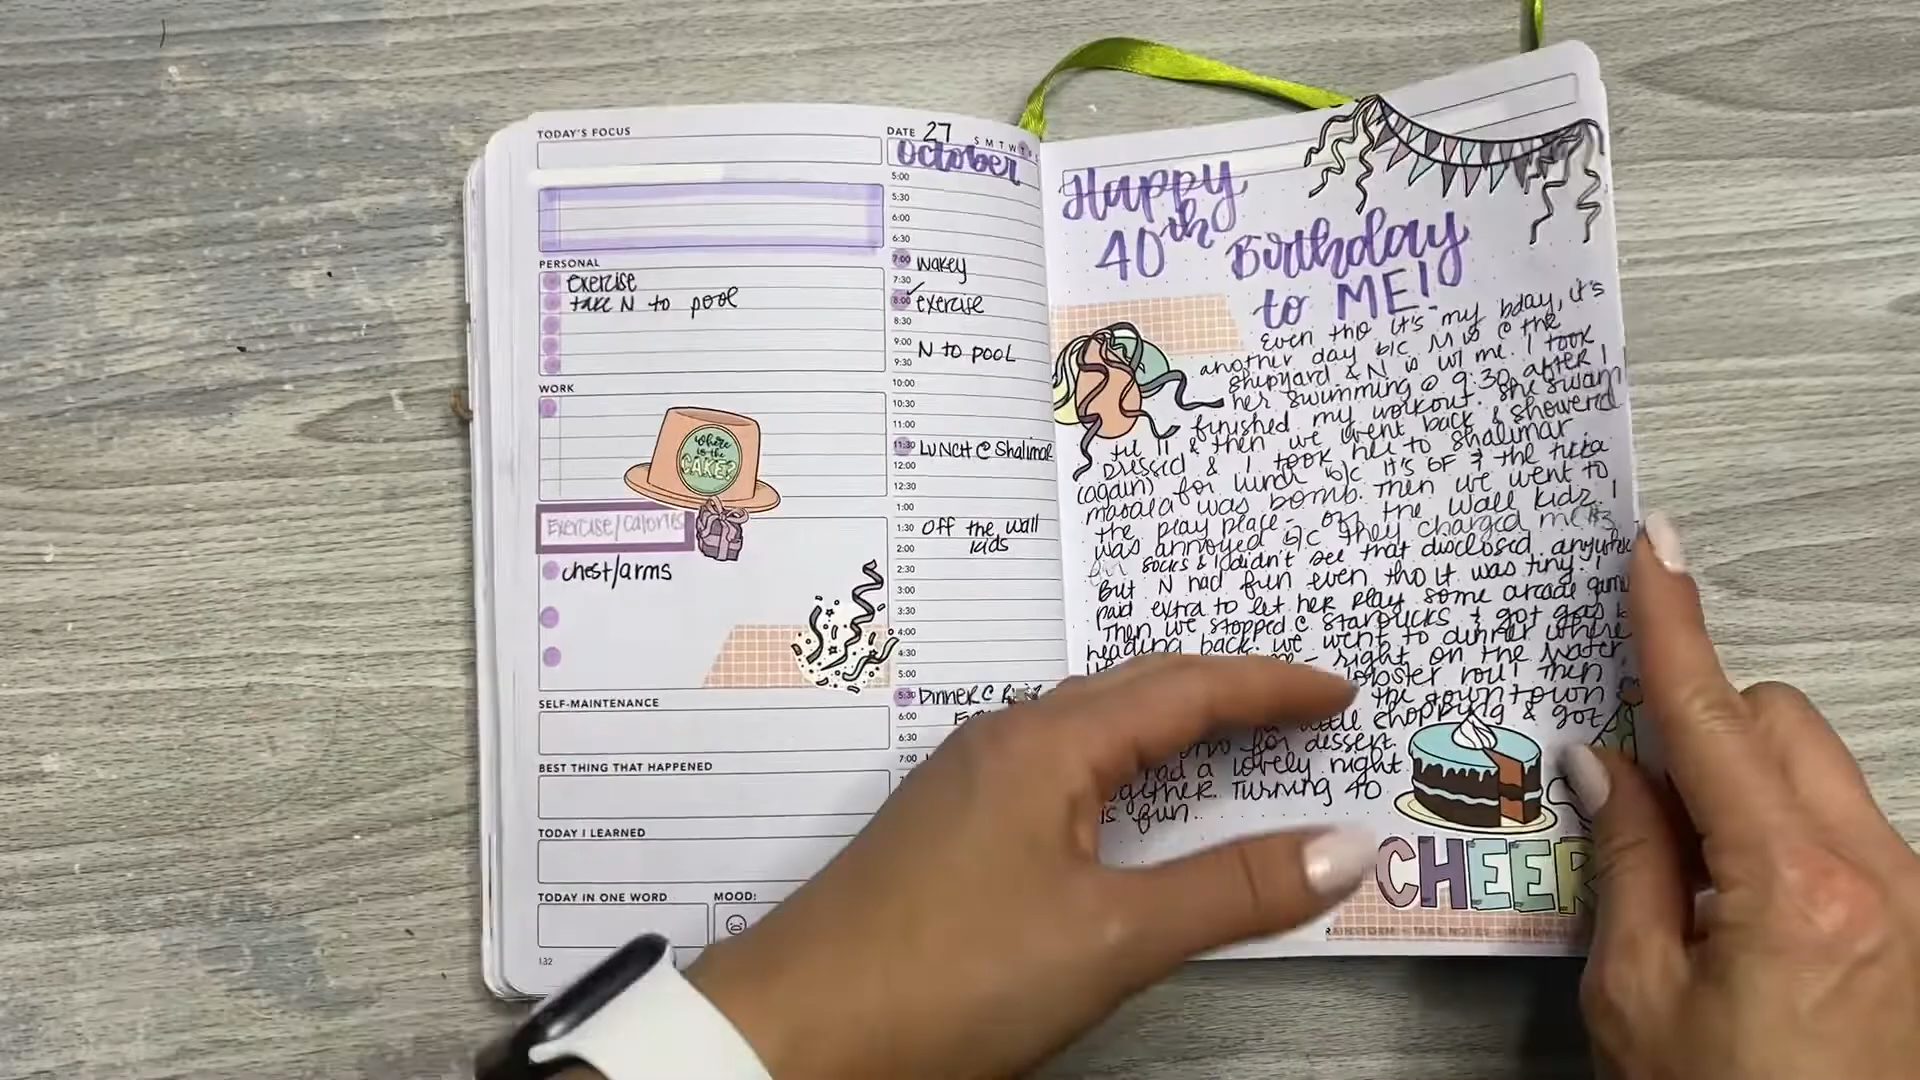 TODAY'S FOCUS
PERSONAL
exercise
take N to pool
WORK
where
is the
CAKE?
Exercise/Calories
chest/arms
SELF-MAINTENANCE
BEST THING THAT HAPPENED
TODAY I LEARNED
TODAY IN ONE WORD
MOOD:
132
DATE 27 S M T W T F
October
5:00
5:30
6:00
6:30
7:00 wakey
7:30
8:00 exercise
8:30
9:00
N to pool
9:30
10:00
10:30
11:00
11:30 LUNCH @ Shalimar
12:00
12:30
1:00
1:30 Off the wall
kids
2:00
2:30
3:00
3:30
4:00
4:30
5:00
5:30 Dinner @
6:00
6:30
7:00
Happy
40th Birthday
to ME!
Even tho it's my bday, it's
another day b/c M is @ the
shipyard & N is w/ me. I took
her swimming @ 9:30 after I
finished my workout. She swam
til 11 & then we went back & showered
Dressed & I took her to Shalimar
(again) for lunch b/c it's GF & the tikka
masala was bomb. Then we went to
the play place - off the wall kidz. I
was annoyed b/c they charged me
for socks & I didn't see that disclosed anywhere
But N had fun even tho it was tiny. I
paid extra to let her play some arcade games
Then we stopped @ Starbucks & got gas b
heading back. We went to dinner where
right on the water
lobster roll! Then
the town town
little shopping & got
for dessert.
had a lovely night
together. Turning 40
is fun.
CHEER